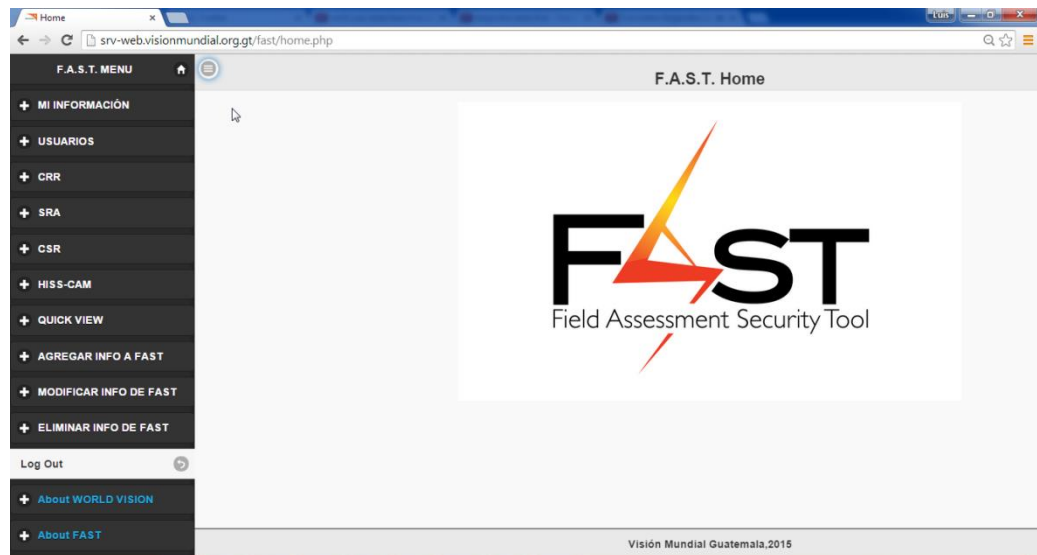 Home
Luis
srv-web.visionmundial.org.gt/fast/home.php
F.A.S.T. MENU
F.A.S.T. Home
MI INFORMACIÓN
USUARIOS
CRR
SRA
CSR
HISS-CAM
QUICK VIEW
AGREGAR INFO A FAST
MODIFICAR INFO DE FAST
ELIMINAR INFO DE FAST
Log Out
About WORLD VISION
About FAST
FAST
Field Assessment Security Tool
Visión Mundial Guatemala,2015